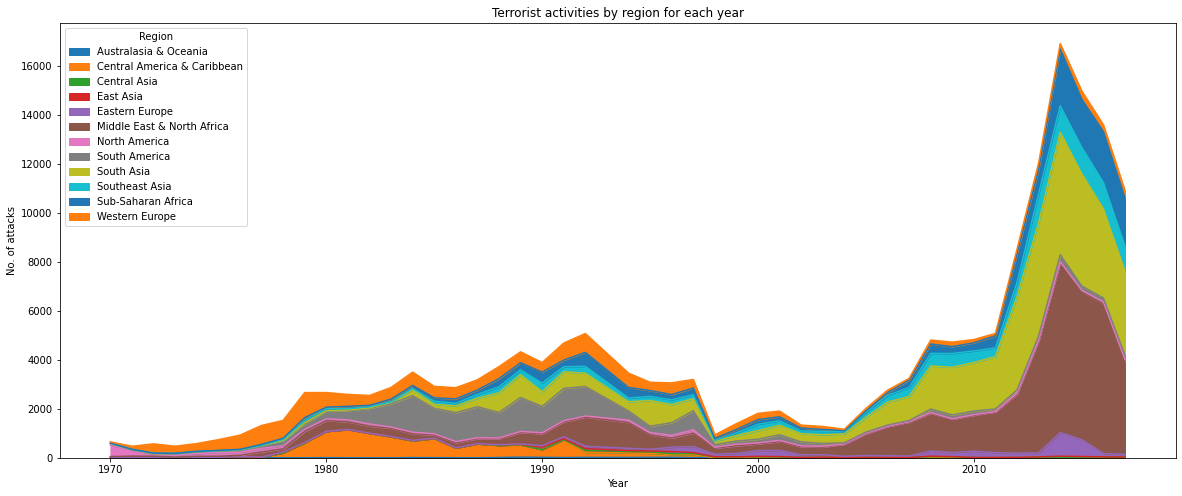 Terrorist activities by region for each year
Region
Australasia & Oceania
Central America & Caribbean
Central Asia
East Asia
Eastern Europe
Middle East & North Africa
North America
South America
South Asia
Southeast Asia
Sub-Saharan Africa
Western Europe
No. of attacks
16000
14000
12000
10000
8000
6000
4000
2000
0
1970 1980 1990 2000 2010
Year